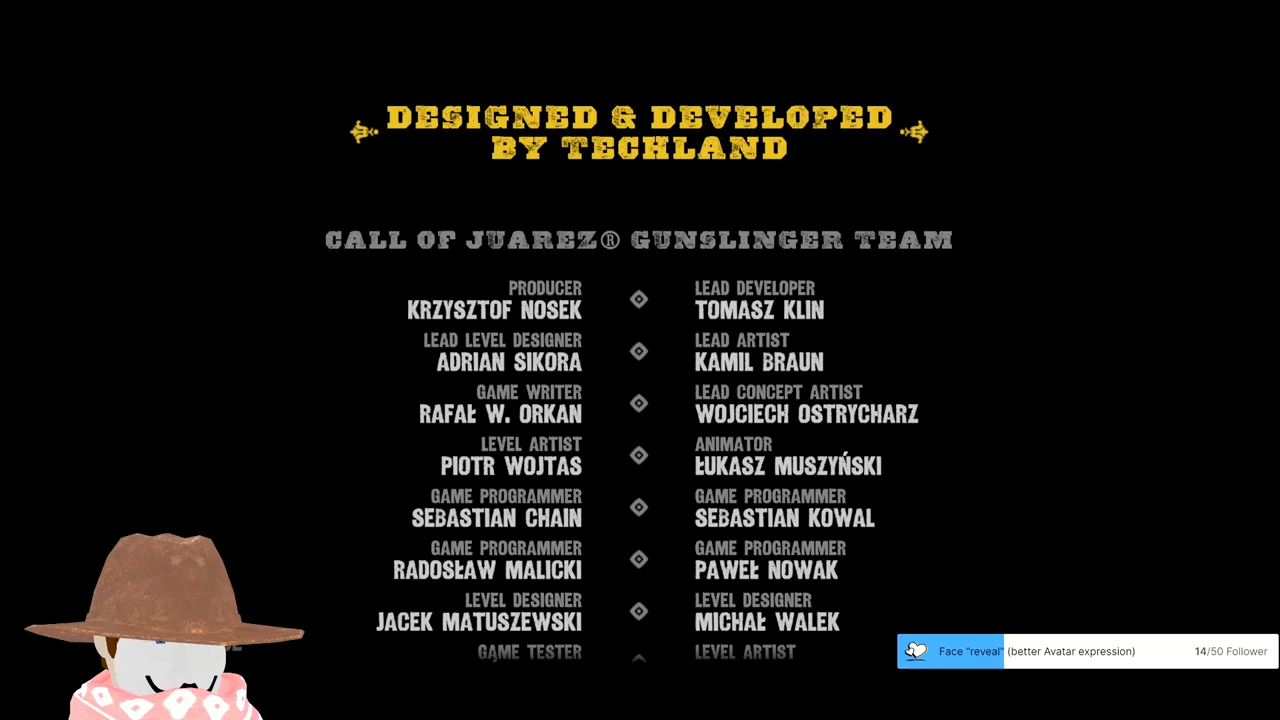 DESIGNED & DEVELOPED
BY TECHLAND
CALL OF JUAREZ® GUNSLINGER TEAM
PRODUCER
KRZYSZTOF NOSEK
LEAD DEVELOPER
TOMASZ KLIN
LEAD LEVEL DESIGNER
ADRIAN SIKORA
LEAD ARTIST
KAMIL BRAUN
GAME WRITER
RAFAŁ W. ORKAN
LEAD CONCEPT ARTIST
WOJCIECH OSTRYCHARZ
LEVEL ARTIST
PIOTR WOJTAS
ANIMATOR
ŁUKASZ MUSZYŃSKI
GAME PROGRAMMER
SEBASTIAN CHAIN
GAME PROGRAMMER
SEBASTIAN KOWAL
GAME PROGRAMMER
RADOSŁAW MALICKI
GAME PROGRAMMER
PAWEŁ NOWAK
LEVEL DESIGNER
JACEK MATUSZEWSKI
LEVEL DESIGNER
MICHAŁ WALEK
GAME TESTER
LEVEL ARTIST
Face "reveal" (better Avatar expression) 14/50 Follower